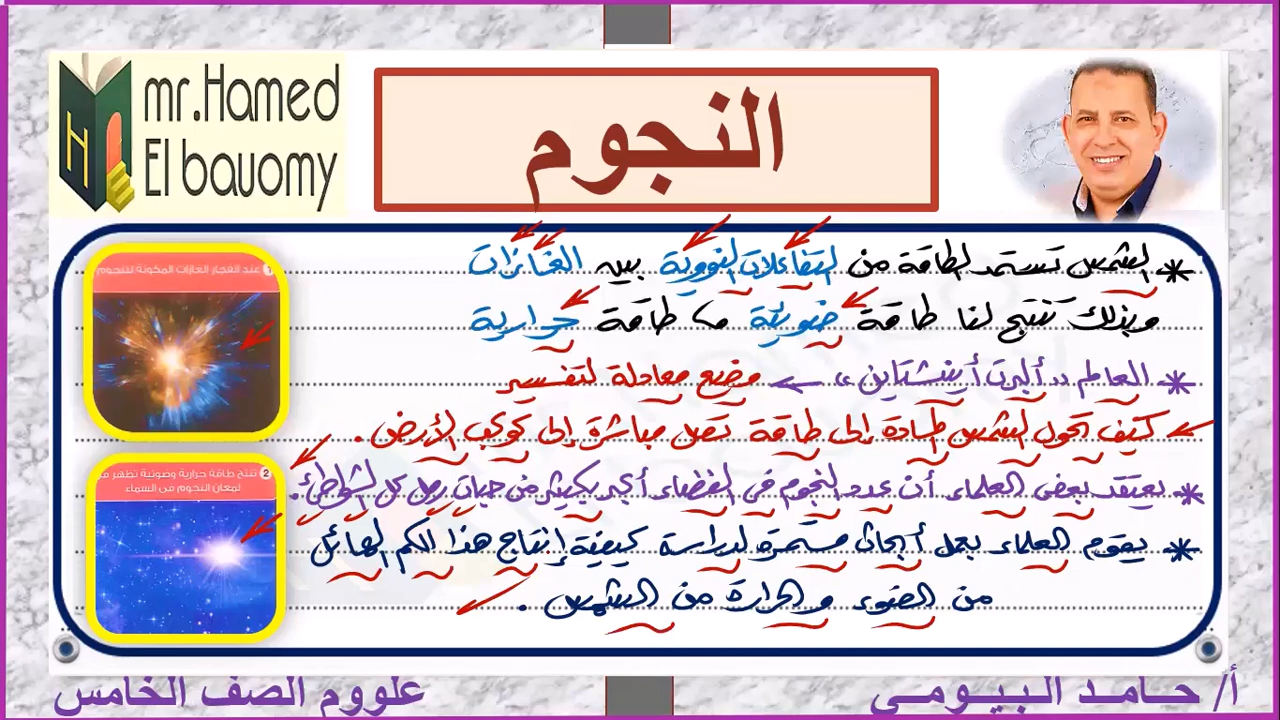 mr.Hamed
El bauomy
النجوم
* الشمس تستمد الطاقة من التفاعلات النووية بين الغازات
وبذلك تنتج لنا طاقة ضوئية و طاقة حرارية
* العالم "ألبرت أينشتاين" ← وضع معادلة لتفسير
← كيف تحول الشمس المادة إلى طاقة تصل مباشرة إلى كوكب الأرض .
* يعتقد بعض العلماء أن عدد النجوم في الفضاء أكبر بكثير من حبات رمل كل الشواطئ .
* يقوم العلماء بعمل أبحاث مستمرة لدراسة كيفية إنتاج هذا الكم الهائل
من الضوء والحرارة من الشمس .
1 عند انفجار الغازات المكونة للنجوم
2 تنتج طاقة حرارية وضوئية تظهر
لمعان النجوم في السماء
أ/ حامد البيومى
علووم الصف الخامس